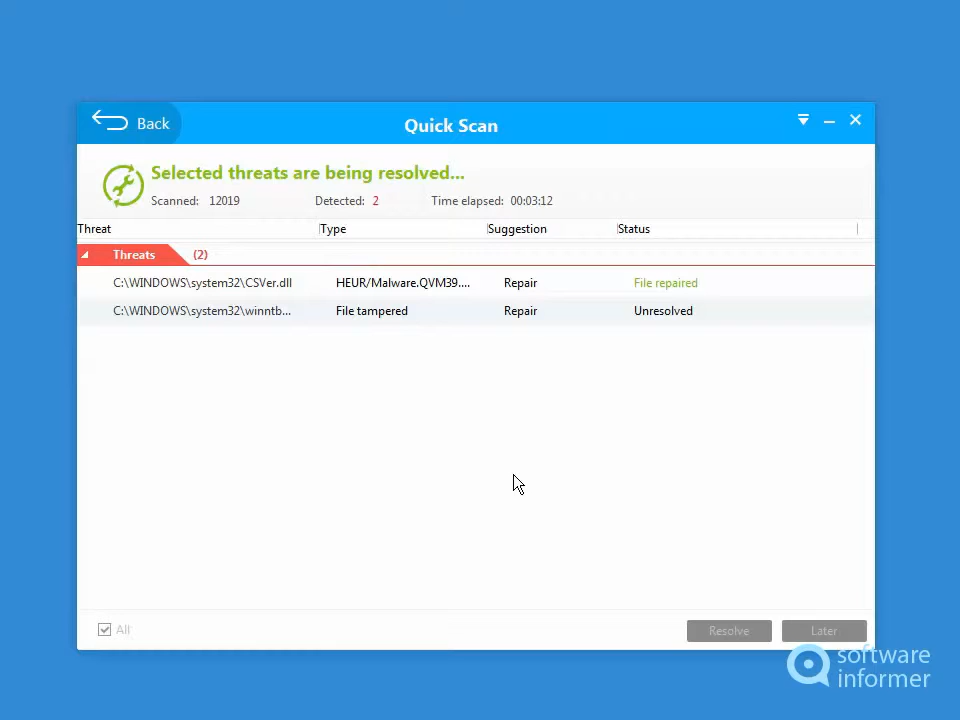 Back
Quick Scan
Selected threats are being resolved...
Scanned: 12019 Detected: 2 Time elapsed: 00:03:12
Threat Type Suggestion Status
Threats (2)
C:\WINDOWS\system32\CSVer.dll HEUR/Malware.QVM39.... Repair File repaired
C:\WINDOWS\system32\winntb... File tampered Repair Unresolved
All Resolve Later
software
informer